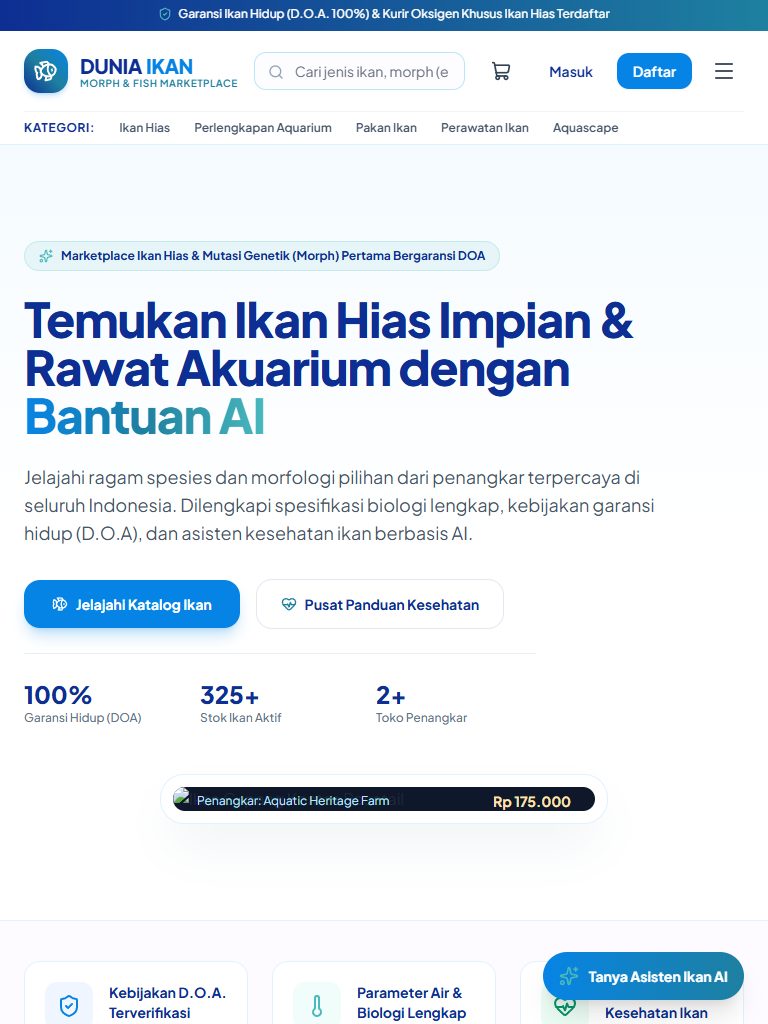 Garansi Ikan Hidup (D.O.A. 100%) & Kurir Oksigen Khusus Ikan Hias Terdaftar
DUNIA IKAN
MORPH & FISH MARKETPLACE
Cari jenis ikan, morph (e
Masuk
Daftar
KATEGORI:
Ikan Hias
Perlengkapan Aquarium
Pakan Ikan
Perawatan Ikan
Aquascape
Marketplace Ikan Hias & Mutasi Genetik (Morph) Pertama Bergaransi DOA
Temukan Ikan Hias Impian &
Rawat Akuarium dengan
Bantuan AI
Jelajahi ragam spesies dan morfologi pilihan dari penangkar terpercaya di
seluruh Indonesia. Dilengkapi spesifikasi biologi lengkap, kebijakan garansi
hidup (D.O.A), dan asisten kesehatan ikan berbasis AI.
Jelajahi Katalog Ikan
Pusat Panduan Kesehatan
100%
Garansi Hidup (DOA)
325+
Stok Ikan Aktif
2+
Toko Penangkar
Penangkar: Aquatic Heritage Farm
Rp 175.000
Kebijakan D.O.A.
Terverifikasi
Parameter Air &
Biologi Lengkap
Tanya Asisten Ikan AI
Kesehatan Ikan